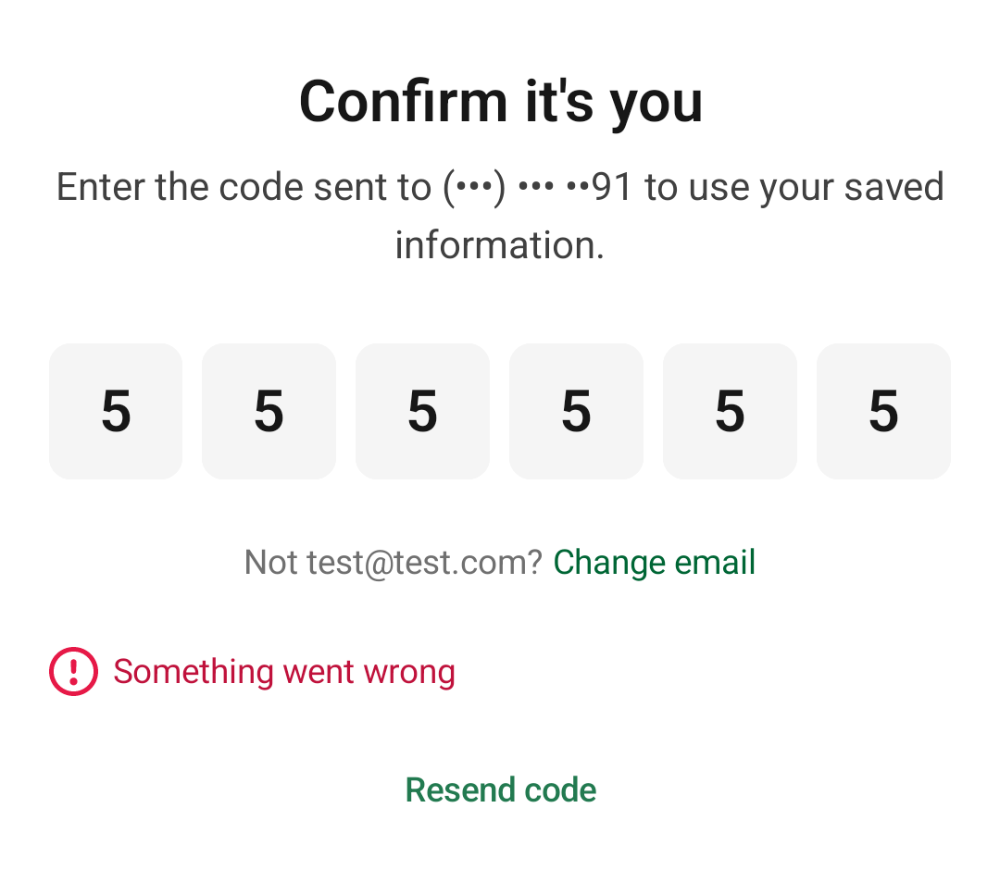 Confirm it's you
Enter the code sent to (•••) ••• ••91 to use your saved
information.
5 5 5 5 5 5
Not test@test.com? Change email
Something went wrong
Resend code